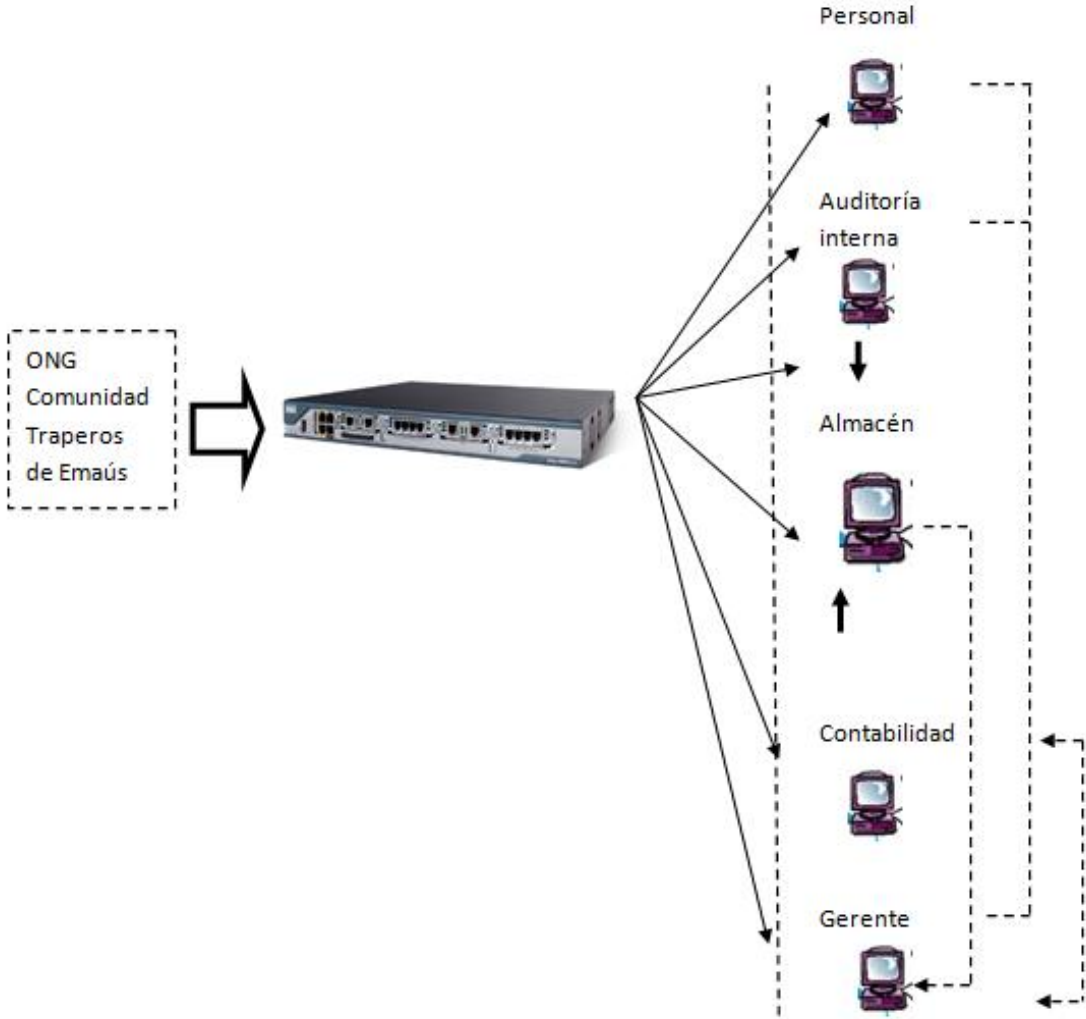 Personal
Auditoría
interna
ONG
Comunidad
Traperos
de Emaús
Almacén
Contabilidad
Gerente